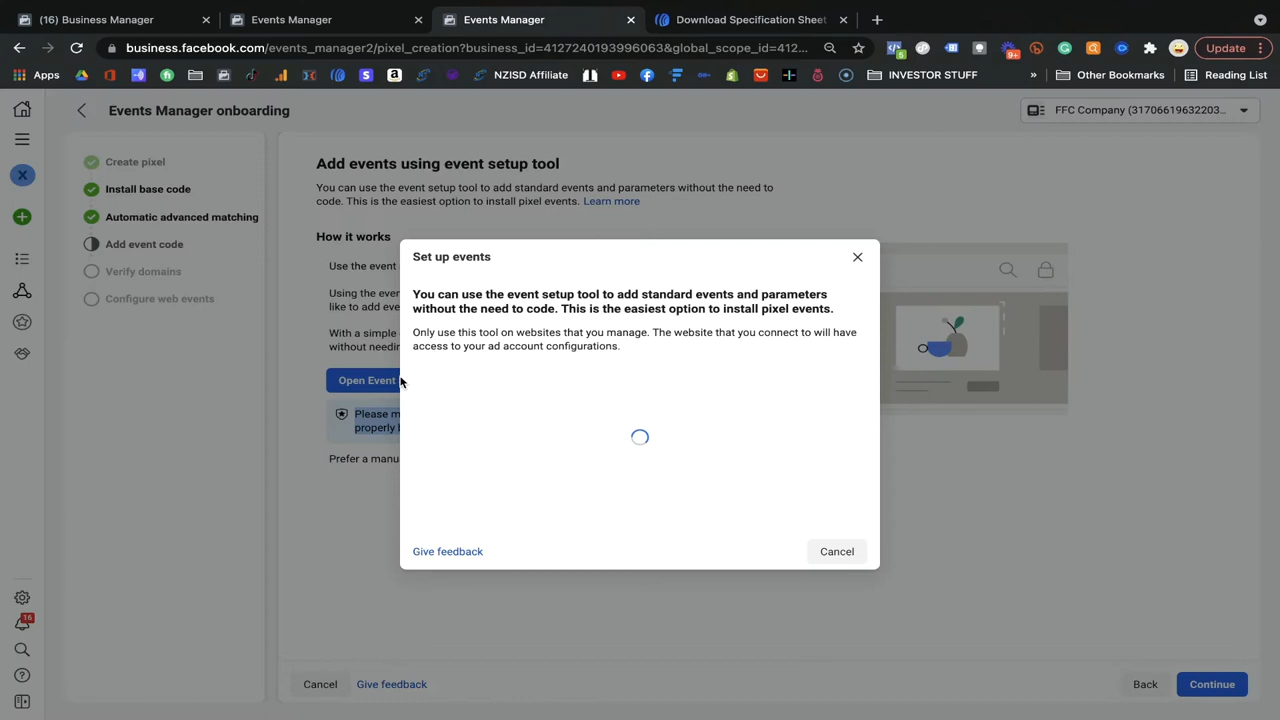 (16) Business Manager
Events Manager
Events Manager
Download Specification Sheet
business.facebook.com/events_manager2/pixel_creation?business_id=4127240193996063&global_scope_id=412...
5
9+
Update
Apps
NZISD Affiliate
INVESTOR STUFF
»
Other Bookmarks
Reading List
Events Manager onboarding
FFC Company (31706619632203...
X
Create pixel
Install base code
Automatic advanced matching
Add event code
Verify domains
Configure web events
Add events using event setup tool
You can use the event setup tool to add standard events and parameters without the need to
code. This is the easiest option to install pixel events. Learn more
How it works
Use the event
Using the even
like to add even
With a simple
without needin
Open Event
Please m
properly b
Prefer a manu
Set up events
You can use the event setup tool to add standard events and parameters
without the need to code. This is the easiest option to install pixel events.
Only use this tool on websites that you manage. The website that you connect to will have
access to your ad account configurations.
Give feedback
Cancel
16
Cancel
Give feedback
Back
Continue